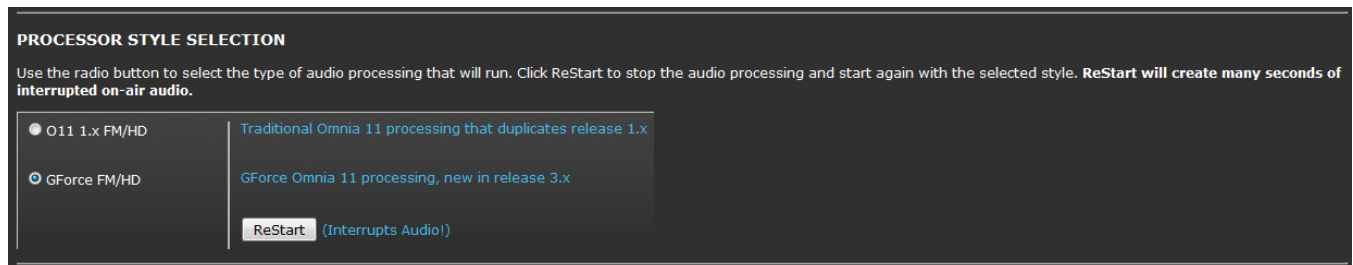 PROCESSOR STYLE SELECTION
Use the radio button to select the type of audio processing that will run. Click ReStart to stop the audio processing and start again with the selected style. ReStart will create many seconds of
interrupted on-air audio.
O11 1.x FM/HD Traditional Omnia 11 processing that duplicates release 1.x
GForce FM/HD GForce Omnia 11 processing, new in release 3.x
ReStart (Interrupts Audio!)